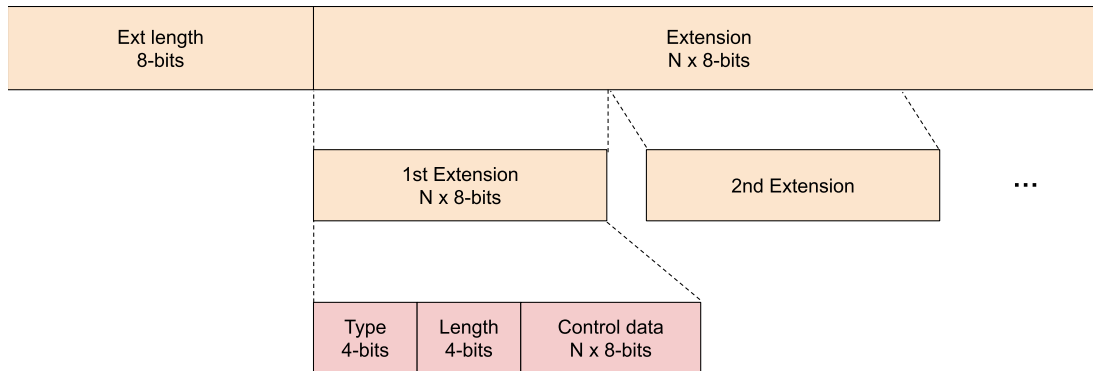 Ext length
8-bits
Extension
N x 8-bits
1st Extension
N x 8-bits
2nd Extension
...
Type
4-bits
Length
4-bits
Control data
N x 8-bits